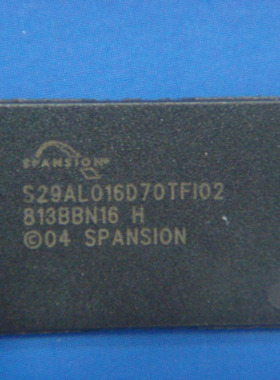 SPANSION®
S29AL016D70TFI02
813BBN16 H
©04 SPANSION